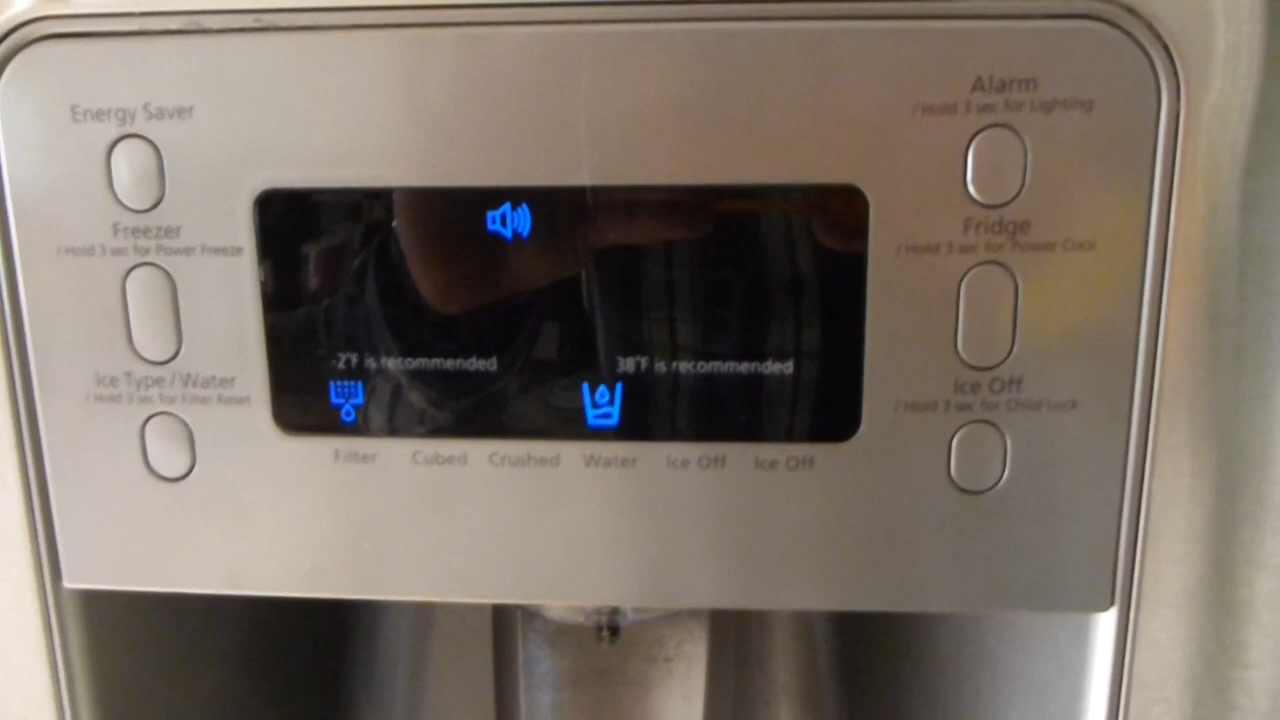 Energy Saver
Alarm
/ Hold 3 sec for Lighting
Freezer
/ Hold 3 sec for Power Freeze
Fridge
/ Hold 3 sec for Power Cool
-2°F is recommended
38°F is recommended
Ice Type / Water
/ Hold 3 sec for Filter Reset
Ice Off
/ Hold 3 sec for Child Lock
Filter Cubed Crushed Water Ice Off Ice Off